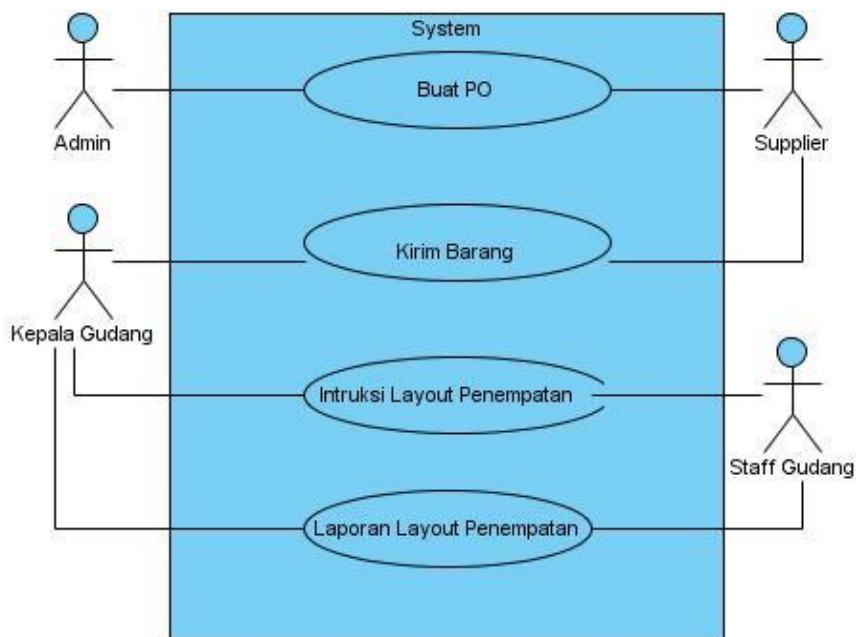 System
Buat PO
Admin
Supplier
Kirim Barang
Kepala Gudang
Intruksi Layout Penempatan
Staff Gudang
Laporan Layout Penempatan